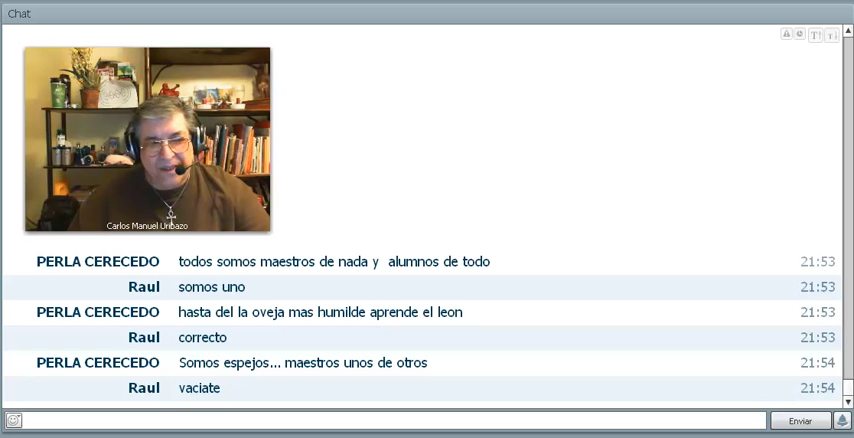 Chat
Carlos Manuel Uribazo
PERLA CERECEDO todos somos maestros de nada y alumnos de todo 21:53
Raul somos uno 21:53
PERLA CERECEDO hasta del la oveja mas humilde aprende el leon 21:53
Raul correcto 21:53
PERLA CERECEDO Somos espejos... maestros unos de otros 21:54
Raul vaciate 21:54
Enviar